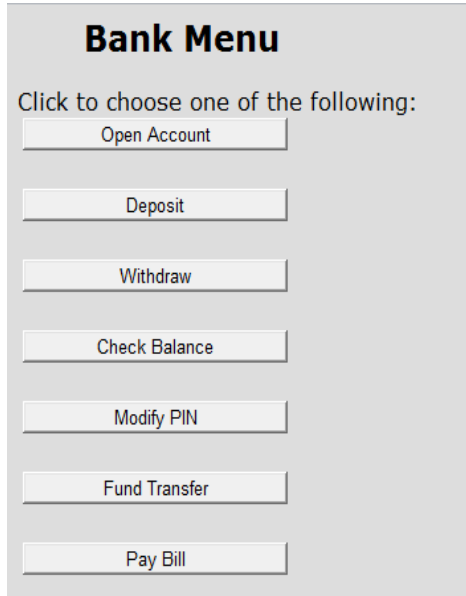 Bank Menu
Click to choose one of the following:
Open Account
Deposit
Withdraw
Check Balance
Modify PIN
Fund Transfer
Pay Bill